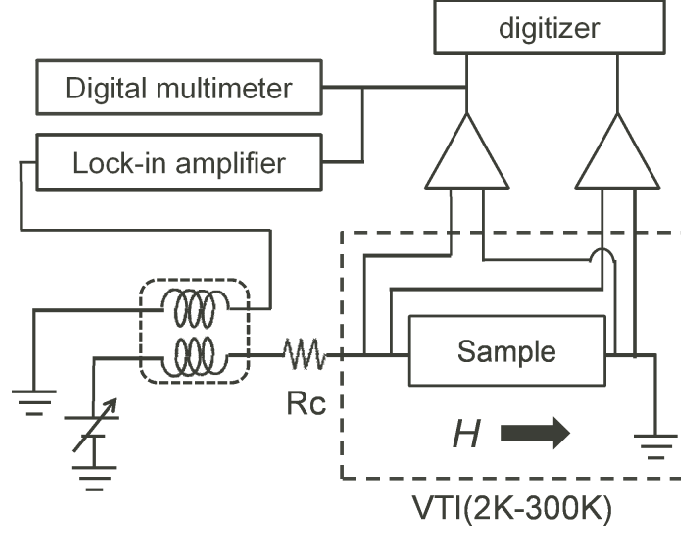 digitizer
Digital multimeter
Lock-in amplifier
Sample
Rc
H
VTI(2K-300K)